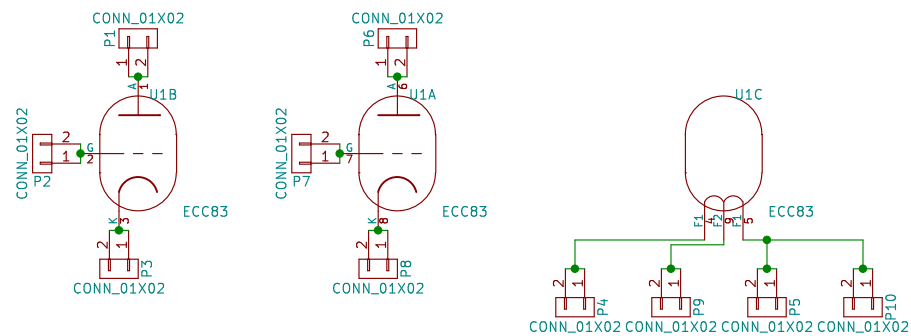 CONN_01X02
P1
1
2
A
1
U1B
CONN_01X02
2
1
P2
G
2
ECC83
K
3
2
1
P3
CONN_01X02
CONN_01X02
P6
1
2
A
6
U1A
CONN_01X02
2
1
P7
G
7
ECC83
K
8
2
1
P8
CONN_01X02
U1C
ECC83
F1
4
F2
9
F1
5
2
1
P4
CONN_01X02
2
1
P9
CONN_01X02
2
1
P5
CONN_01X02
2
1
P10
CONN_01X02